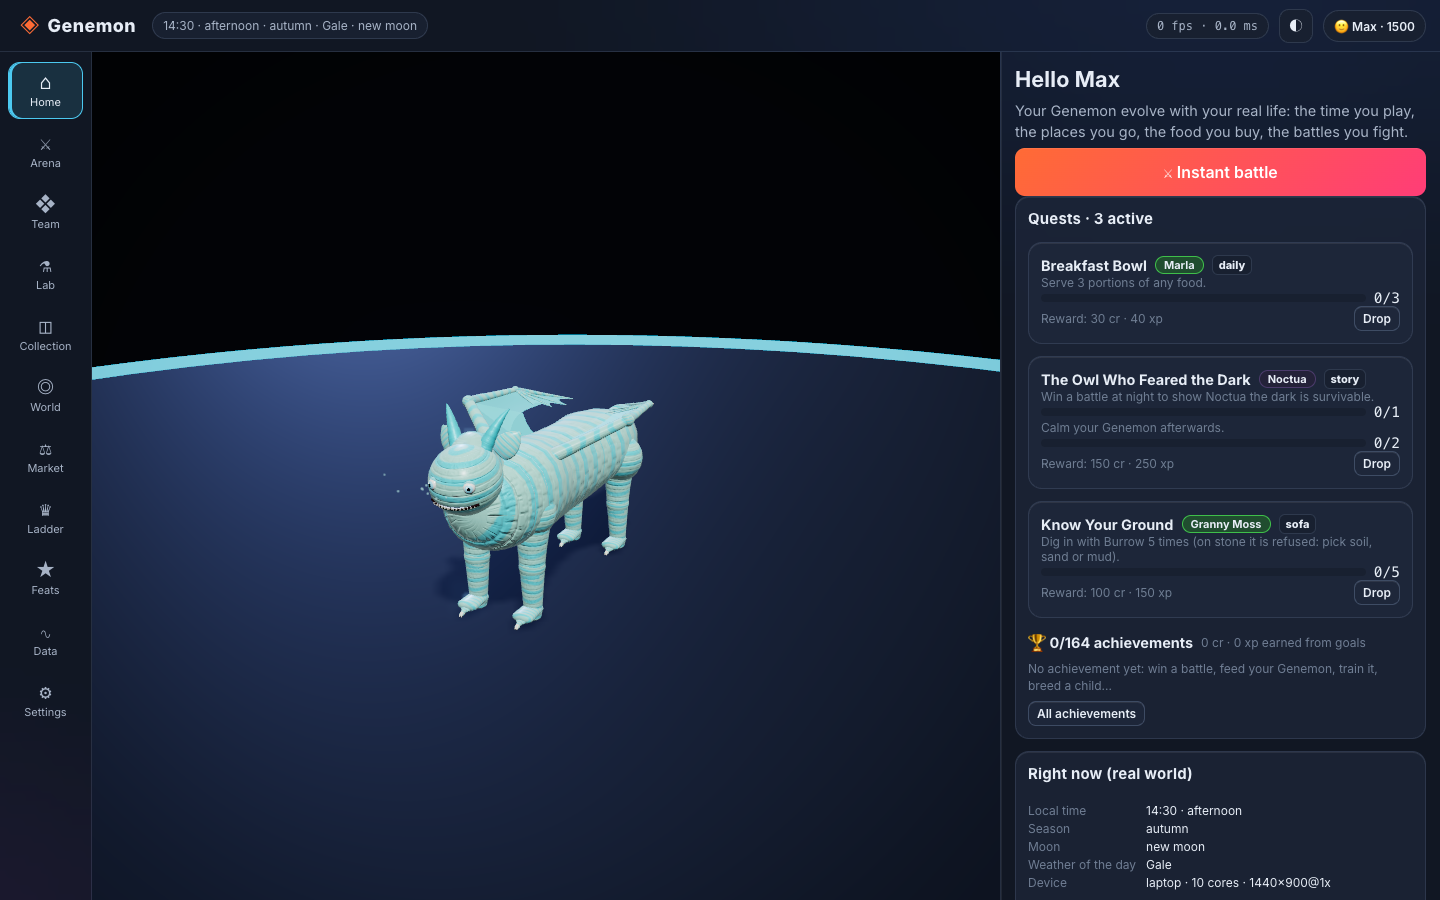 Genemon
14:30 · afternoon · autumn · Gale · new moon
0 fps · 0.0 ms
Max · 1500
Home
Arena
Team
Lab
Collection
World
Market
Ladder
Feats
Data
Settings
Hello Max
Your Genemon evolve with your real life: the time you play,
the places you go, the food you buy, the battles you fight.
Instant battle
Quests · 3 active
Breakfast Bowl Marla daily
Serve 3 portions of any food.
0/3
Reward: 30 cr · 40 xp Drop
The Owl Who Feared the Dark Noctua story
Win a battle at night to show Noctua the dark is survivable.
0/1
Calm your Genemon afterwards.
0/2
Reward: 150 cr · 250 xp Drop
Know Your Ground Granny Moss sofa
Dig in with Burrow 5 times (on stone it is refused: pick soil,
sand or mud).
0/5
Reward: 100 cr · 150 xp Drop
0/164 achievements 0 cr · 0 xp earned from goals
No achievement yet: win a battle, feed your Genemon, train it,
breed a child...
All achievements
Right now (real world)
Local time 14:30 · afternoon
Season autumn
Moon new moon
Weather of the day Gale
Device laptop · 10 cores · 1440×900@1x